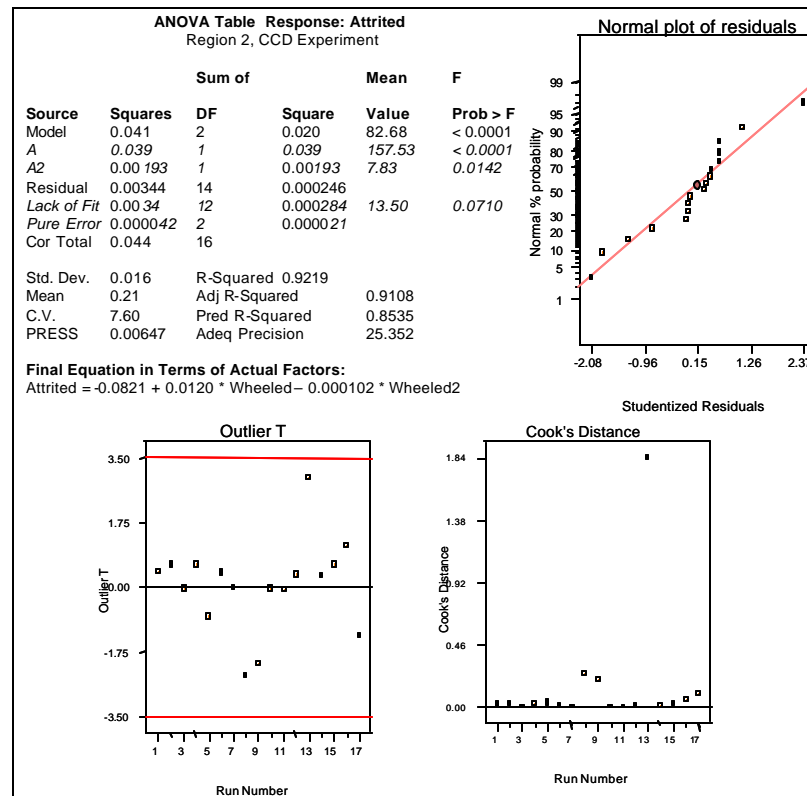 ANOVA Table Response: Attrited
Region 2, CCD Experiment
Sum of Mean F
Source Squares DF Square Value Prob > F
Model 0.041 2 0.020 82.68 < 0.0001
A 0.039 1 0.039 157.53 < 0.0001
A2 0.00193 1 0.00193 7.83 0.0142
Residual 0.00344 14 0.000246
Lack of Fit 0.0034 12 0.000284 13.50 0.0710
Pure Error 0.000042 2 0.000021
Cor Total 0.044 16
Std. Dev. 0.016 R-Squared 0.9219
Mean 0.21 Adj R-Squared 0.9108
C.V. 7.60 Pred R-Squared 0.8535
PRESS 0.00647 Adeq Precision 25.352
Final Equation in Terms of Actual Factors:
Attrited = -0.0821 + 0.0120 * Wheeled – 0.000102 * Wheeled2
Normal plot of residuals
Normal % probability
99
95
90
80
70
50
30
20
10
5
1
-2.08 -0.96 0.15 1.26 2.37
Studentized Residuals
Outlier T
Outlier T
3.50
1.75
0.00
-1.75
-3.50
1 3 5 7 9 11 13 15 17
Run Number
Cook's Distance
Cook's Distance
1.84
1.38
0.92
0.46
0.00
1 3 5 7 9 11 13 15 17
Run Number